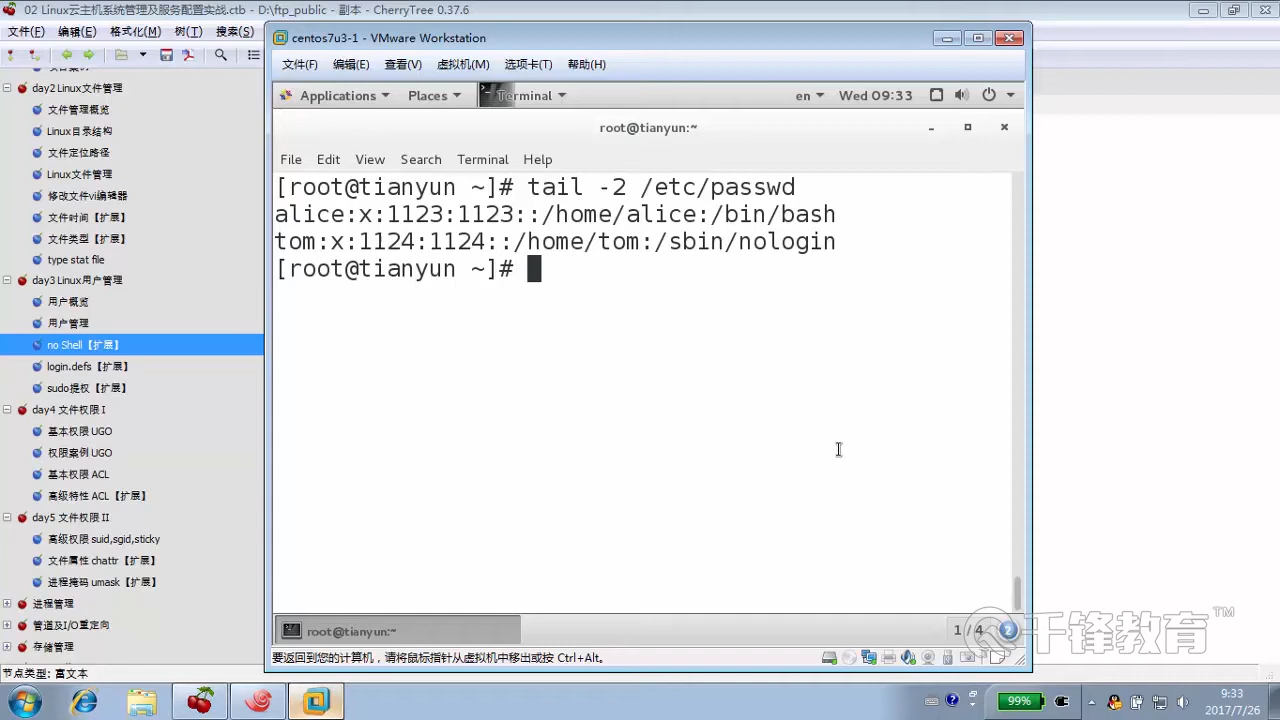 02 Linux云主机系统管理及服务配置实战.ctb - D:\ftp_public - 副本 - CherryTree 0.37.6
文件(F) 编辑(E) 格式化(M) 树(T) 搜索(S)
day2 Linux文件管理
文件管理概览
Linux目录结构
文件定位路径
Linux文件管理
修改文件vi编辑器
文件时间【扩展】
文件类型【扩展】
type stat file
day3 Linux用户管理
用户概览
用户管理
no Shell【扩展】
login.defs【扩展】
sudo提权【扩展】
day4 文件权限 I
基本权限 UGO
权限案例 UGO
基本权限 ACL
高级特性 ACL【扩展】
day5 文件权限 II
高级权限 suid,sgid,sticky
文件属性 chattr【扩展】
进程掩码 umask【扩展】
进程管理
管道及I/O重定向
存储管理
节点类型: 富文本
centos7u3-1 - VMware Workstation
文件(F) 编辑(E) 查看(V) 虚拟机(M) 选项卡(T) 帮助(H)
Applications Places Terminal en Wed 09:33
root@tianyun:~
File Edit View Search Terminal Help
[root@tianyun ~]# tail -2 /etc/passwd
alice:x:1123:1123::/home/alice:/bin/bash
tom:x:1124:1124::/home/tom:/sbin/nologin
[root@tianyun ~]#
root@tianyun:~ 1 / 4 2
要返回到您的计算机，请将鼠标指针从虚拟机中移出或按 Ctrl+Alt。
千锋教育™
99%
9:33
2017/7/26